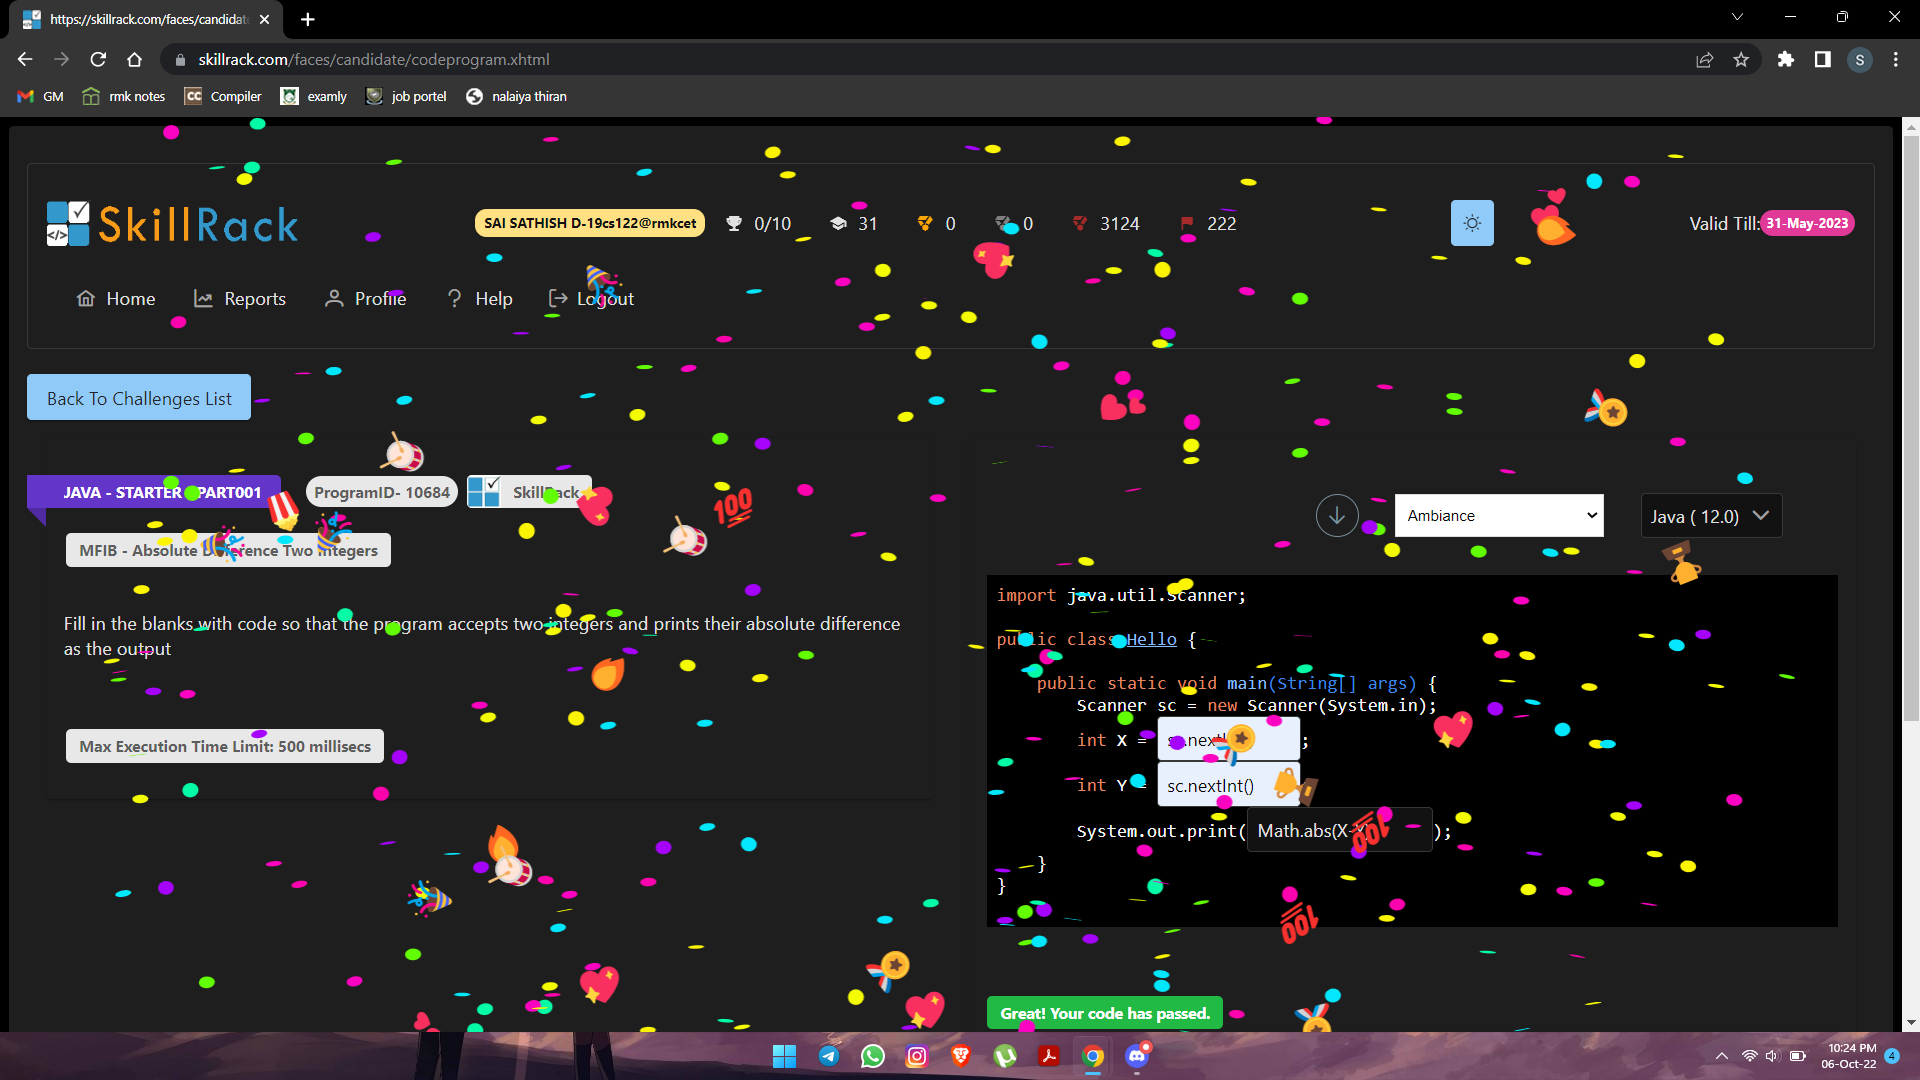 https://skillrack.com/faces/candida
skillrack.com/faces/candidate/codeprogram.xhtml
S
GM rmk notes CC Compiler examly job portel nalaiya thiran
SkillRack
SAI SATHISH D-19cs122@rmkcet 0/10 31 0 0 3124 222
Valid Till: 31-May-2023
Home Reports Profile Help Logout
Back To Challenges List
JAVA - STARTER PART001 ProgramID- 10684 SkillRack
MFIB - Absolute Difference Two Integers
Fill in the blanks with code so that the program accepts two integers and prints their absolute difference
as the output
Max Execution Time Limit: 500 millisecs
Ambiance Java ( 12.0)
import java.util.Scanner;
public class Hello {
public static void main(String[] args) {
Scanner sc = new Scanner(System.in);
int X = sc.nextInt() ;
int Y = sc.nextInt()
System.out.print( Math.abs(X-Y) );
}
}
Great! Your code has passed.
10:24 PM
06-Oct-22
4